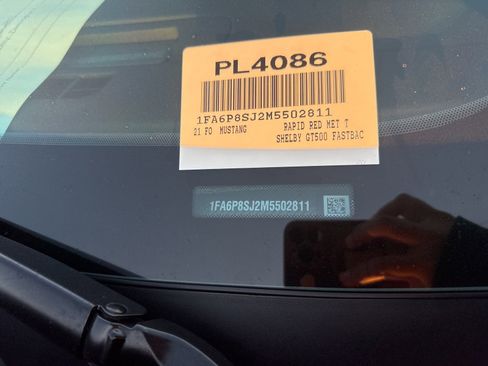 PL4086
1FA6P8SJ2M5502811
21 FO MUSTANG RAPID RED MET T
SHELBY GT500 FASTBAC
1FA6P8SJ2M5502811